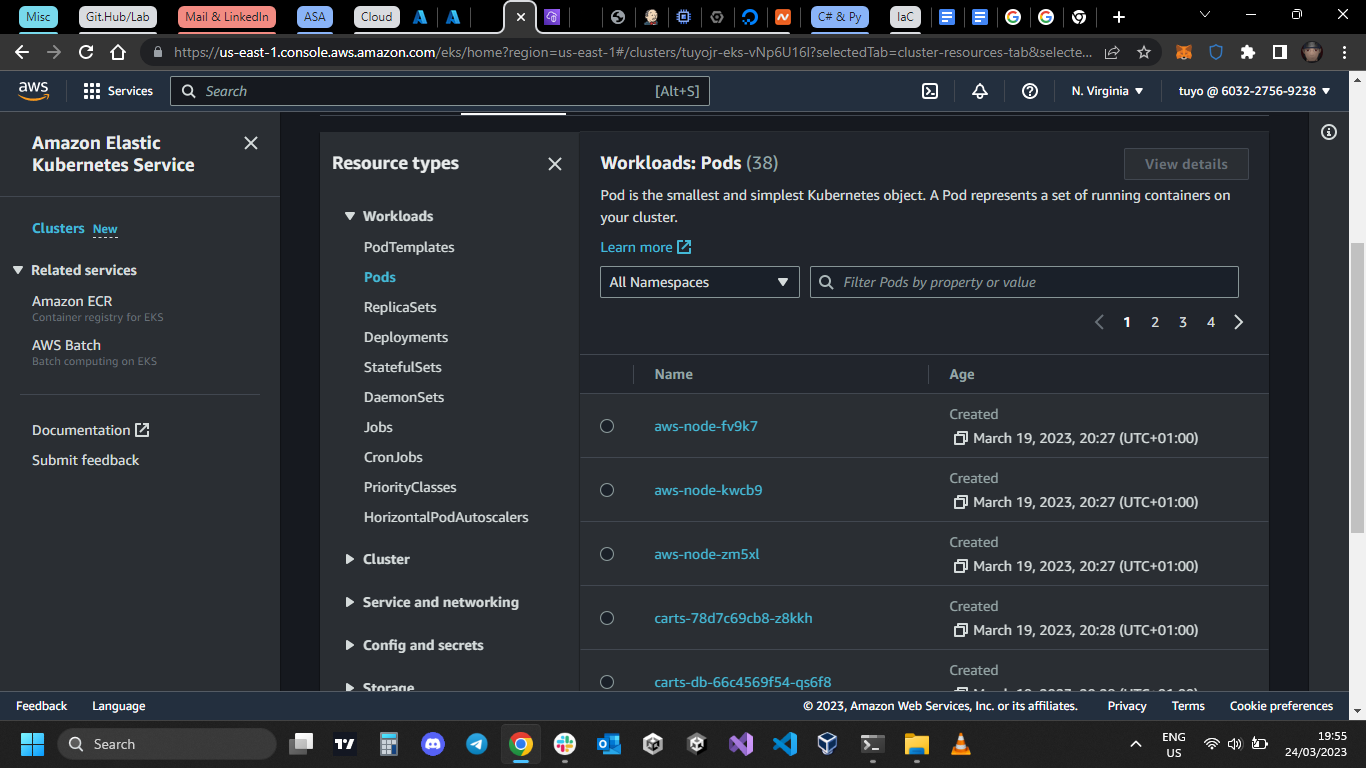 Misc
Git.Hub/Lab
Mail & LinkedIn
ASA
Cloud
C# & Py
IaC
https://us-east-1.console.aws.amazon.com/eks/home?region=us-east-1#/clusters/tuyojr-eks-vNp6U16l?selectedTab=cluster-resources-tab&selecte...
aws
Services
Search
[Alt+S]
N. Virginia
tuyo @ 6032-2756-9238
Amazon Elastic
Kubernetes Service
Clusters New
Related services
Amazon ECR
Container registry for EKS
AWS Batch
Batch computing on EKS
Documentation
Submit feedback
Resource types
Workloads
PodTemplates
Pods
ReplicaSets
Deployments
StatefulSets
DaemonSets
Jobs
CronJobs
PriorityClasses
HorizontalPodAutoscalers
Cluster
Service and networking
Config and secrets
Storage
Workloads: Pods (38)
View details
Pod is the smallest and simplest Kubernetes object. A Pod represents a set of running containers on
your cluster.
Learn more
All Namespaces
Filter Pods by property or value
1 2 3 4
Name
Age
aws-node-fv9k7
Created
March 19, 2023, 20:27 (UTC+01:00)
aws-node-kwcb9
Created
March 19, 2023, 20:27 (UTC+01:00)
aws-node-zm5xl
Created
March 19, 2023, 20:27 (UTC+01:00)
carts-78d7c69cb8-z8kkh
Created
March 19, 2023, 20:28 (UTC+01:00)
carts-db-66c4569f54-qs6f8
Created
Feedback
Language
© 2023, Amazon Web Services, Inc. or its affiliates.
Privacy
Terms
Cookie preferences
Search
ENG
US
19:55
24/03/2023